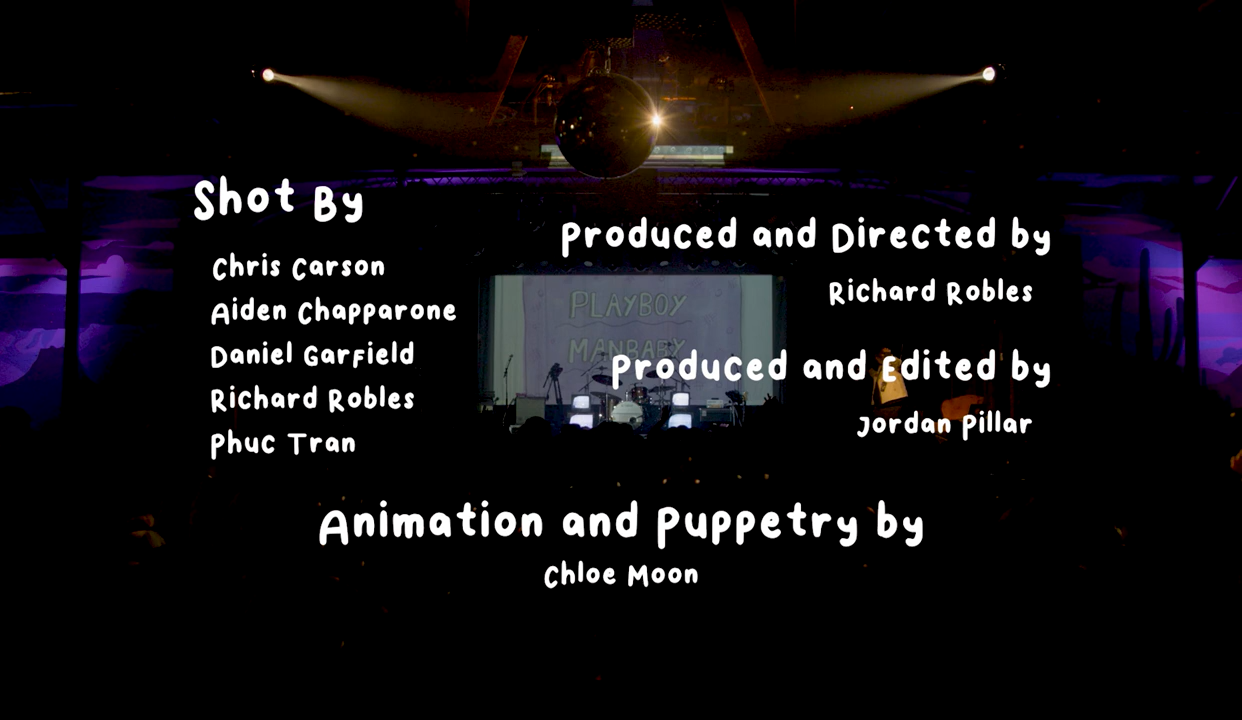 Shot By
Chris Carson
Aiden Chapparone
Daniel Garfield
Richard Robles
Phuc Tran
Produced and Directed by
Richard Robles
PLAYBOY
MANBABY
Produced and Edited by
Jordan Pillar
Animation and Puppetry by
Chloe Moon